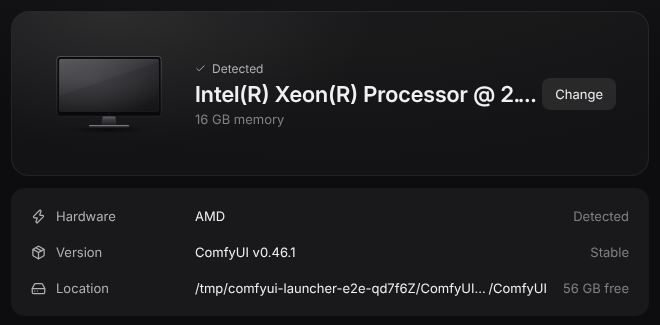 Detected
Intel(R) Xeon(R) Processor @ 2....
Change
16 GB memory
Hardware AMD Detected
Version ComfyUI v0.46.1 Stable
Location /tmp/comfyui-launcher-e2e-qd7f6Z/ComfyUI... /ComfyUI 56 GB free